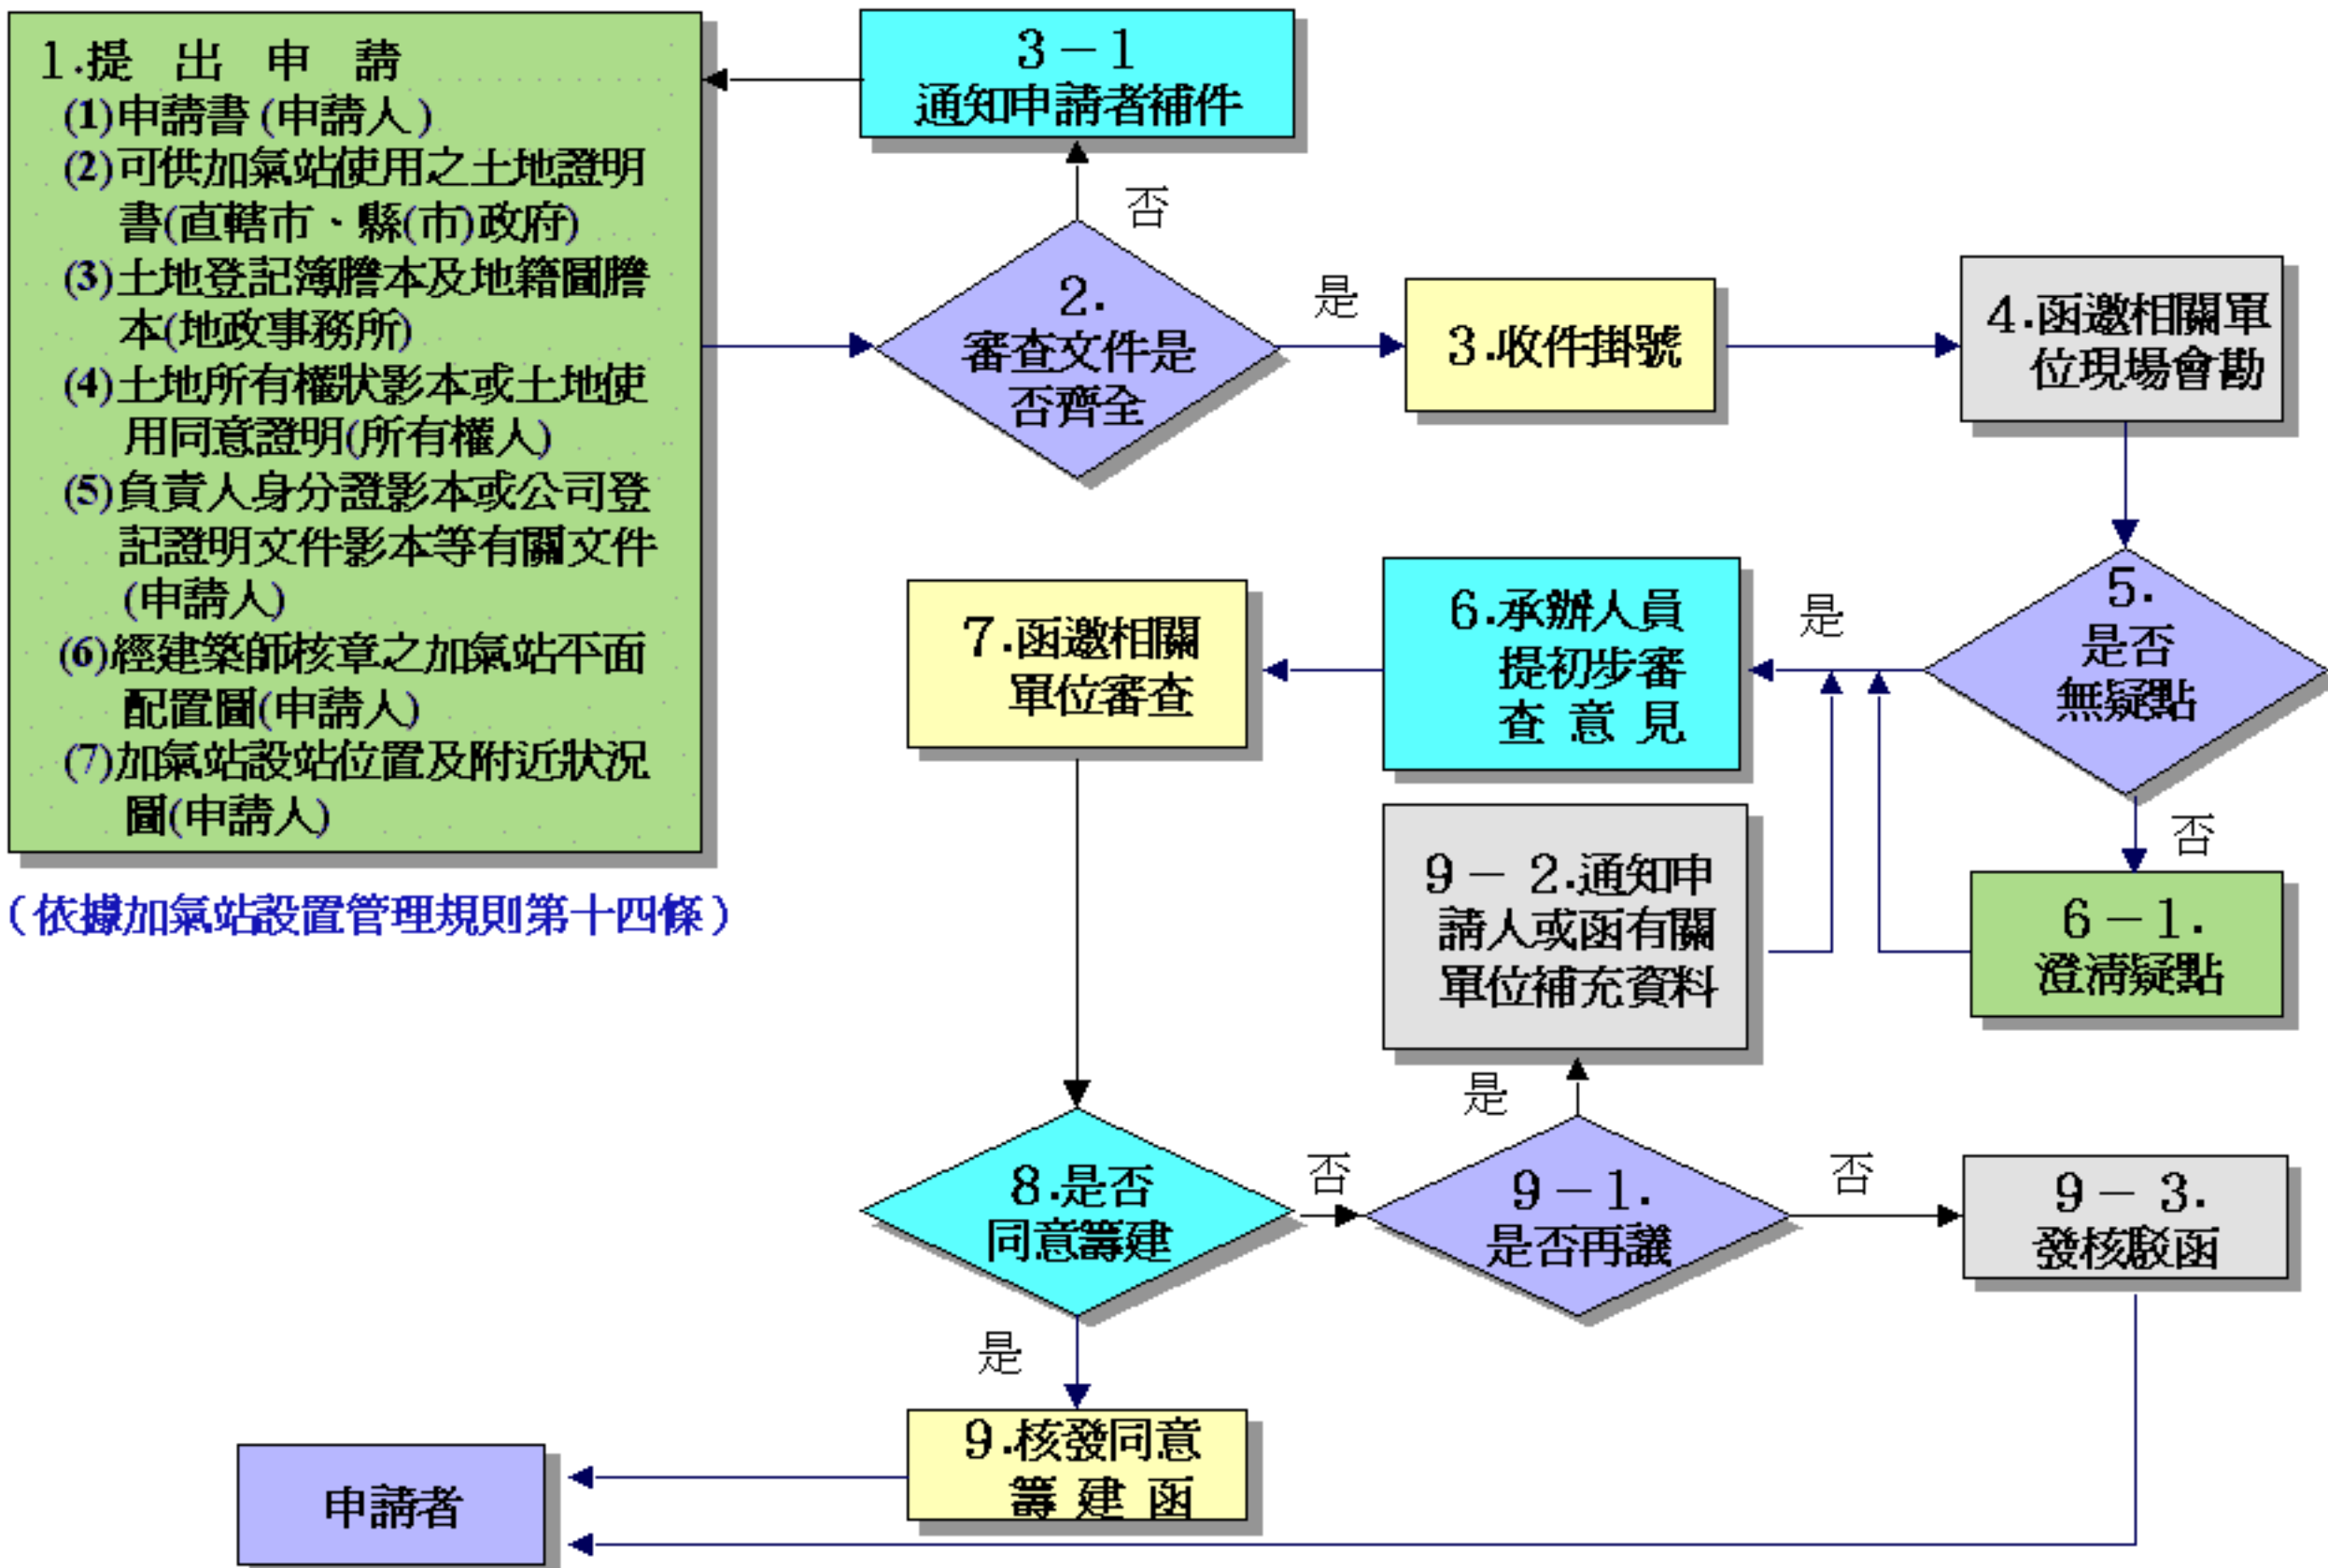 1.提 出 申 請
(1)申請書(申請人)
(2)可供加氣站使用之土地證明
書(直轄市、縣(市)政府)
(3)土地登記簿謄本及地籍圖謄
本(地政事務所)
(4)土地所有權狀影本或土地使
用同意證明(所有權人)
(5)負責人身分證影本或公司登
記證明文件影本等有關文件
(申請人)
(6)經建築師核章之加氣站平面
配置圖(申請人)
(7)加氣站設站位置及附近狀況
圖(申請人)
(依據加氣站設置管理規則第十四條)
3－1
通知申請者補件
否
2.
審查文件是
否齊全
是
3.收件掛號
4.函邀相關單
位現場會勘
5.
是否
無疑點
是
否
6－1.
澄清疑點
6.承辦人員
提初步審
查 意 見
7.函邀相關
單位審查
9－2.通知申
請人或函有關
單位補充資料
是
8.是否
同意籌建
否
9－1.
是否再議
否
9－3.
發核駁函
是
9.核發同意
籌 建 函
申請者